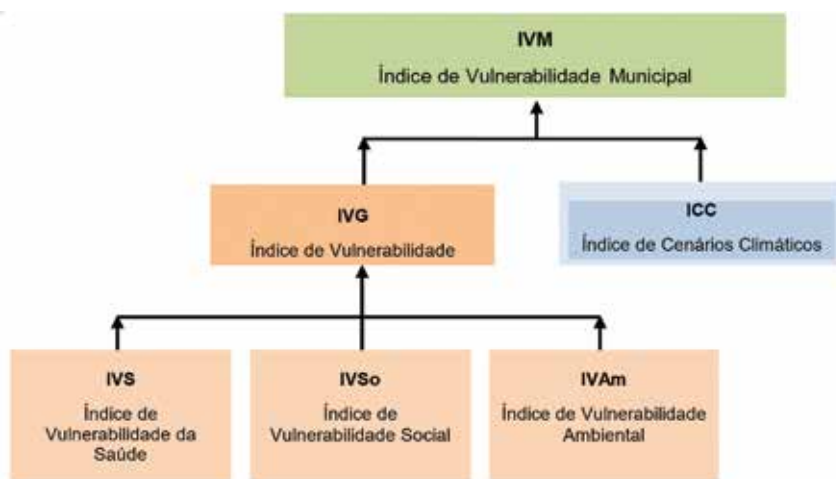 IVM
Índice de Vulnerabilidade Municipal
IVG
Índice de Vulnerabilidade
ICC
Índice de Cenários Climáticos
IVS
Índice de
Vulnerabilidade da
Saúde
IVSo
Índice de
Vulnerabilidade Social
IVAm
Índice de Vulnerabilidade
Ambiental